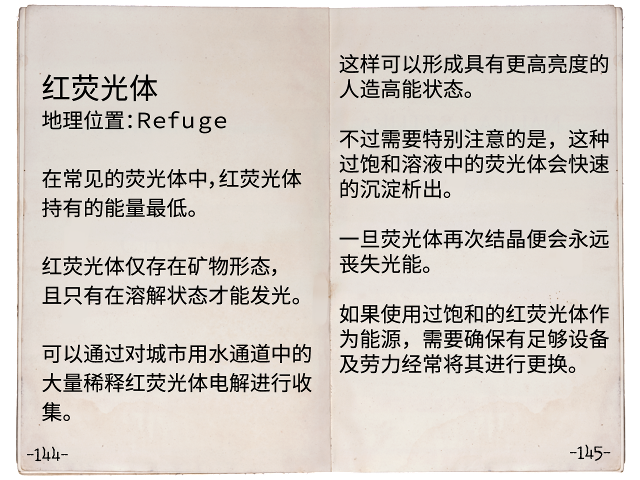 红荧光体
地理位置：Refuge
在常见的荧光体中，红荧光体
持有的能量最低。
红荧光体仅存在矿物形态，
且只有在溶解状态才能发光。
可以通过对城市用水通道中的
大量稀释红荧光体电解进行收
集。
-144-
这样可以形成具有更高亮度的
人造高能状态。
不过需要特别注意的是，这种
过饱和溶液中的荧光体会快速
的沉淀析出。
一旦荧光体再次结晶便会永远
丧失光能。
如果使用过饱和的红荧光体作
为能源，需要确保有足够设备
及劳力经常将其进行更换。
-145-